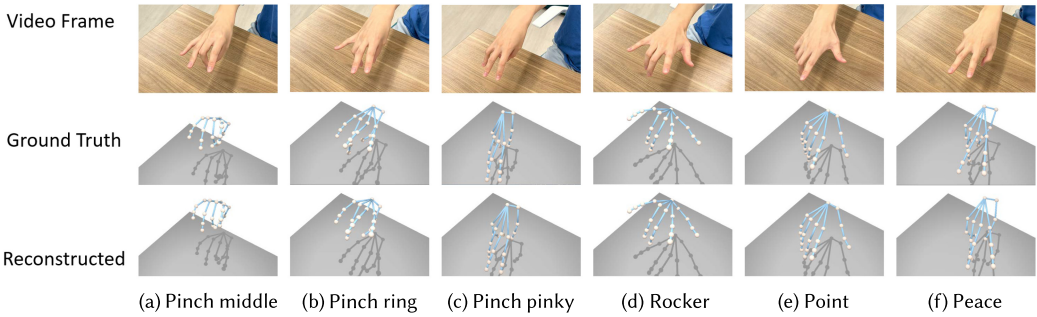 Video Frame
Ground Truth
Reconstructed
(a) Pinch middle (b) Pinch ring (c) Pinch pinky (d) Rocker (e) Point (f) Peace